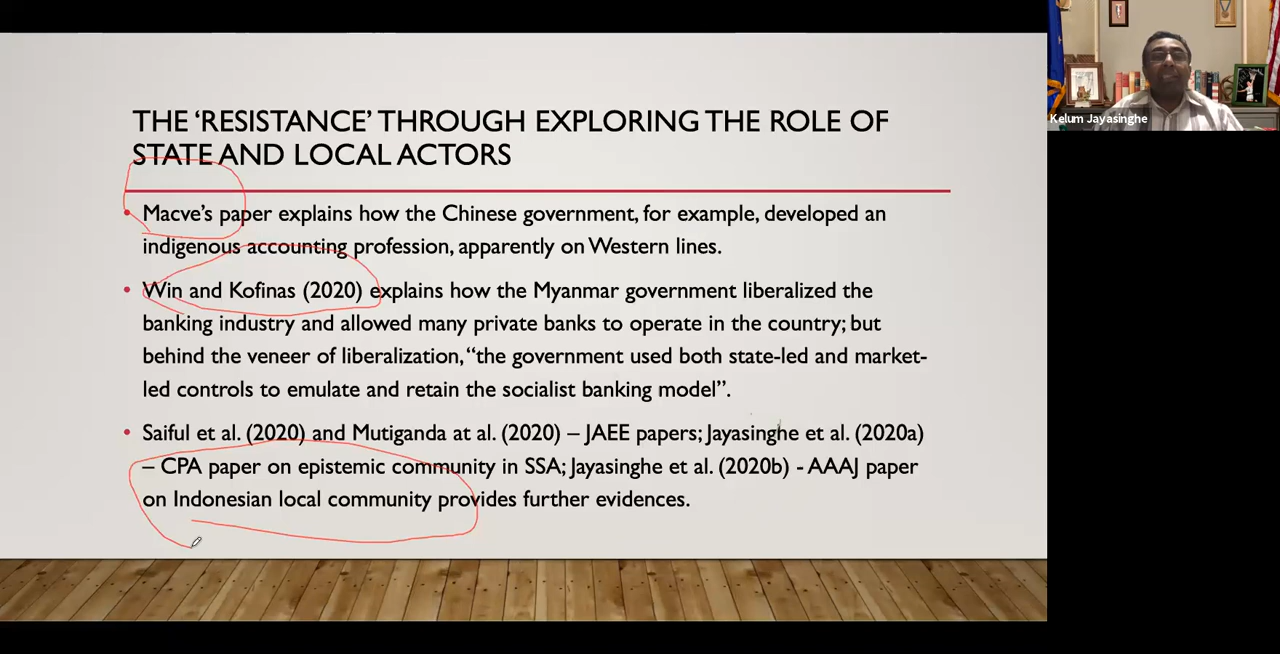 THE ‘RESISTANCE’ THROUGH EXPLORING THE ROLE OF
STATE AND LOCAL ACTORS
• Macve’s paper explains how the Chinese government, for example, developed an
indigenous accounting profession, apparently on Western lines.
• Win and Kofinas (2020) explains how the Myanmar government liberalized the
banking industry and allowed many private banks to operate in the country; but
behind the veneer of liberalization, “the government used both state-led and market-
led controls to emulate and retain the socialist banking model”.
• Saiful et al. (2020) and Mutiganda at al. (2020) – JAEE papers; Jayasinghe et al. (2020a)
– CPA paper on epistemic community in SSA; Jayasinghe et al. (2020b) - AAAJ paper
on Indonesian local community provides further evidences.
Kelum Jayasinghe